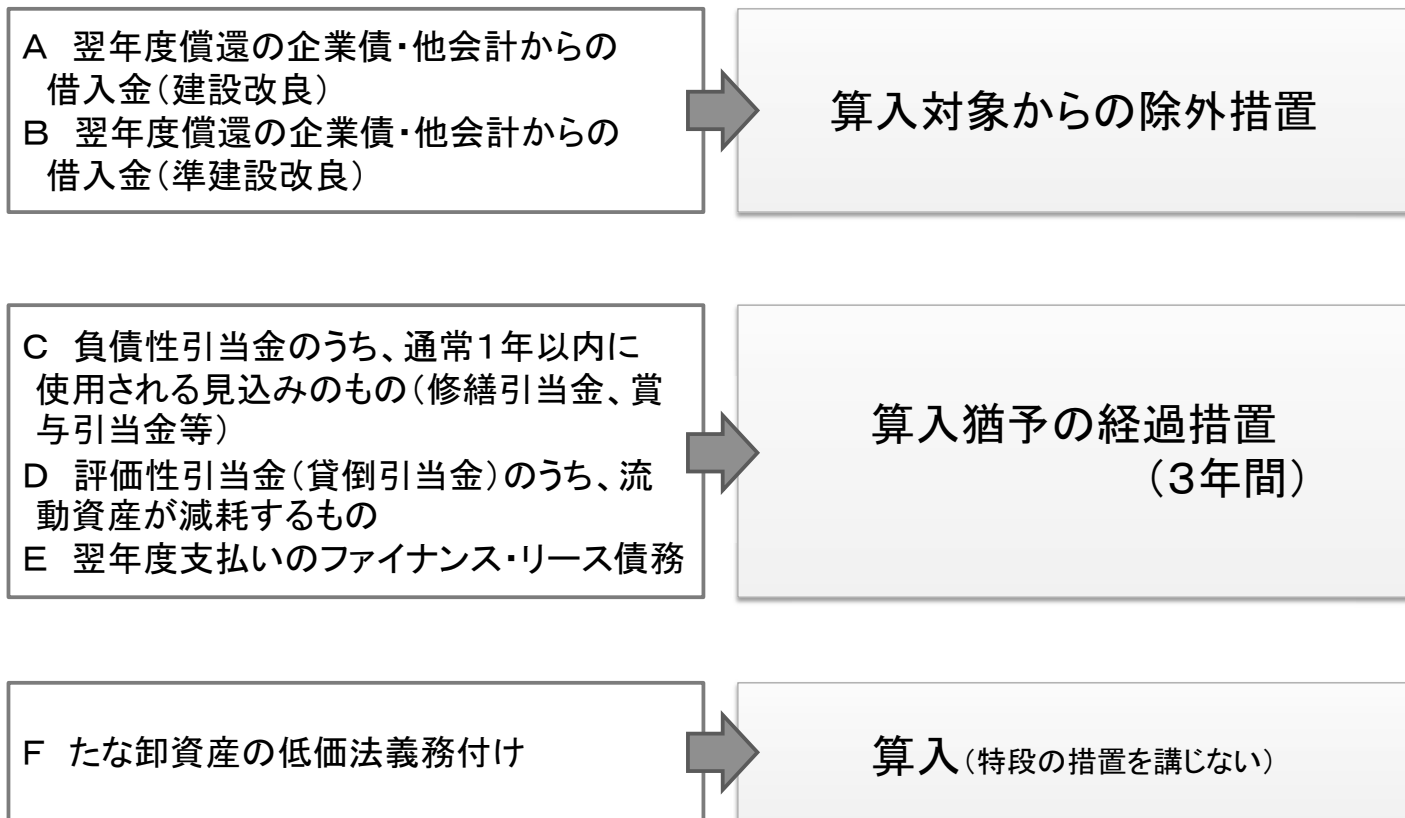 A　翌年度償還の企業債・他会計からの
借入金（建設改良）
B　翌年度償還の企業債・他会計からの
借入金（準建設改良）
算入対象からの除外措置
C　負債性引当金のうち、通常１年以内に
使用される見込みのもの（修繕引当金、賞
与引当金等）
D　評価性引当金（貸倒引当金）のうち、流
動資産が減耗するもの
E　翌年度支払いのファイナンス・リース債務
算入猶予の経過措置
（３年間）
F　たな卸資産の低価法義務付け
算入（特段の措置を講じない）